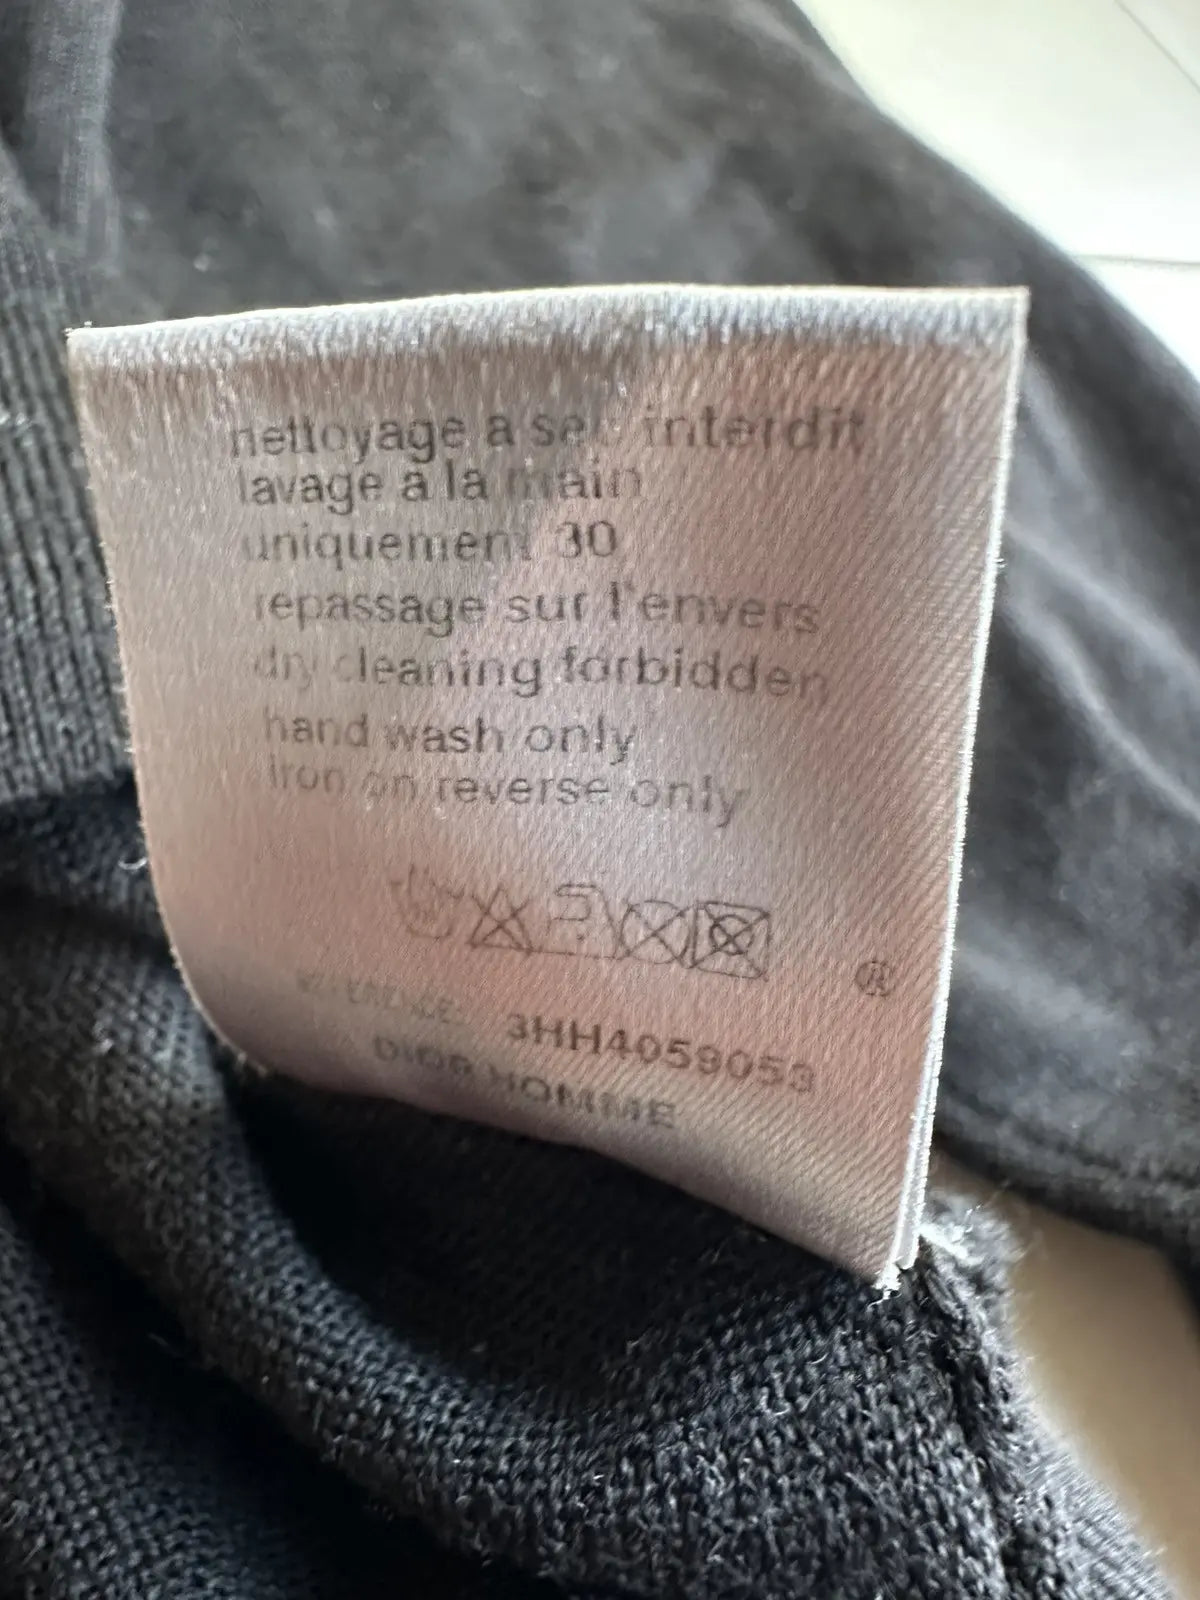 nettoyage a sec interdit
lavage a la main
uniquement 30
repassage sur l'envers
dry cleaning forbidden
hand wash only
iron on reverse only
®
REFERENCE: 3HH4059053
DIOR HOMME